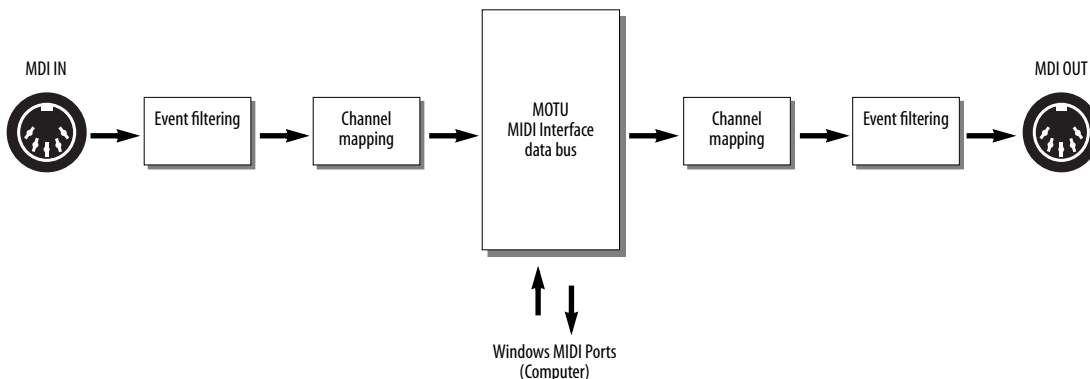 MDI IN
Event filtering
Channel
mapping
MOTU
MIDI Interface
data bus
Channel
mapping
Event filtering
MDI OUT
Windows MIDI Ports
(Computer)